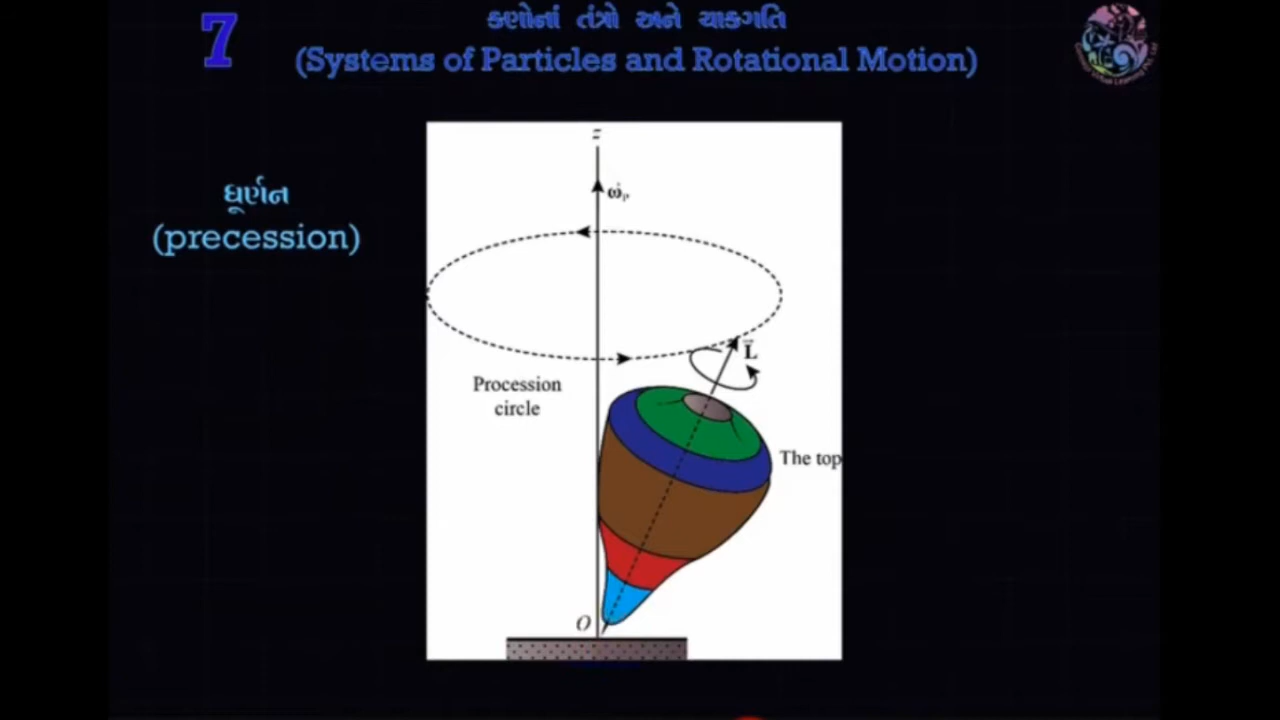 7
કણોનાં તંત્રો અને ચાકગતિ
(Systems of Particles and Rotational Motion)
ઘૂર્ણન
(precession)
z
ω̇ₚ
L⃗
Procession
circle
The top
O